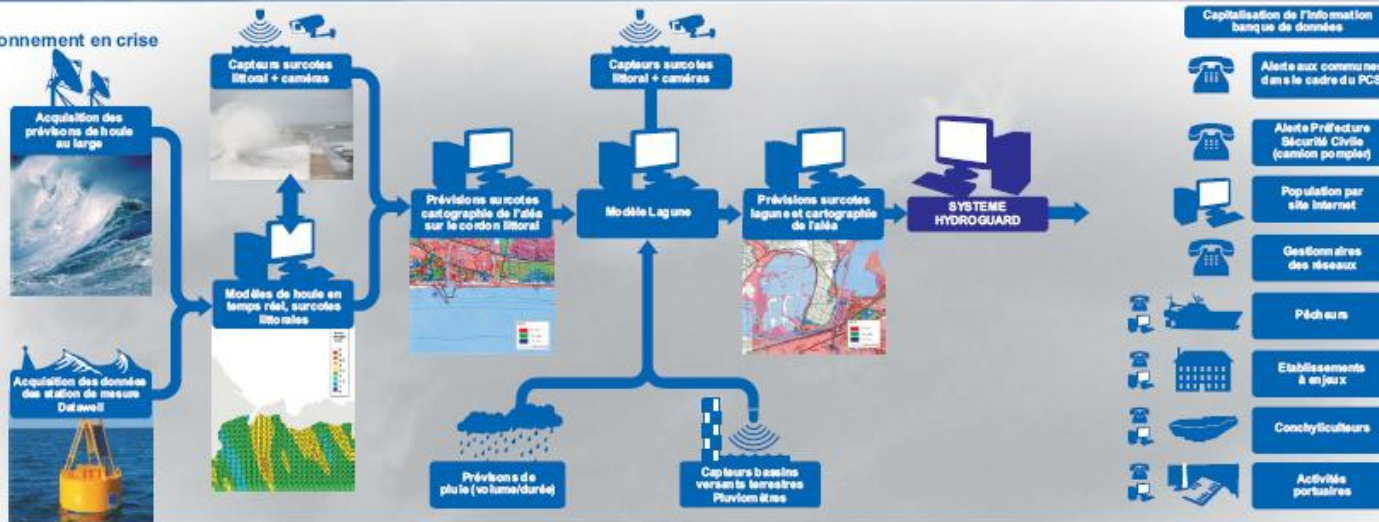 onnement en crise
Acquisition des
prévisons de houle
au large
Acquisition des données
des station de mesure
Datawell
Capteurs surcotes
littoral + caméras
Modèles de houle en
temps réel, surcotes
littorales
Prévisions surcotes
cartographie de l'aléa
sur le cordon littoral
Capteurs surcotes
littoral + caméras
Modèle Lagune
Prévisions surcotes
lagune et cartographie
de l'aléa
SYSTEME
HYDROGUARD
Prévisons de
pluie (volume/durée)
Capteurs bassins
versants terrestres
Pluviomètres
Capitalisation de l'information
banque de données
Alerte aux communes
dans le cadre du PCS
Alerte Préfecture
Sécurité Civile
(camion pompier)
Population par
site internet
Gestionnaires
des réseaux
Pêcheurs
Etablissements
à enjeux
Conchyliculteurs
Activités
portuaires